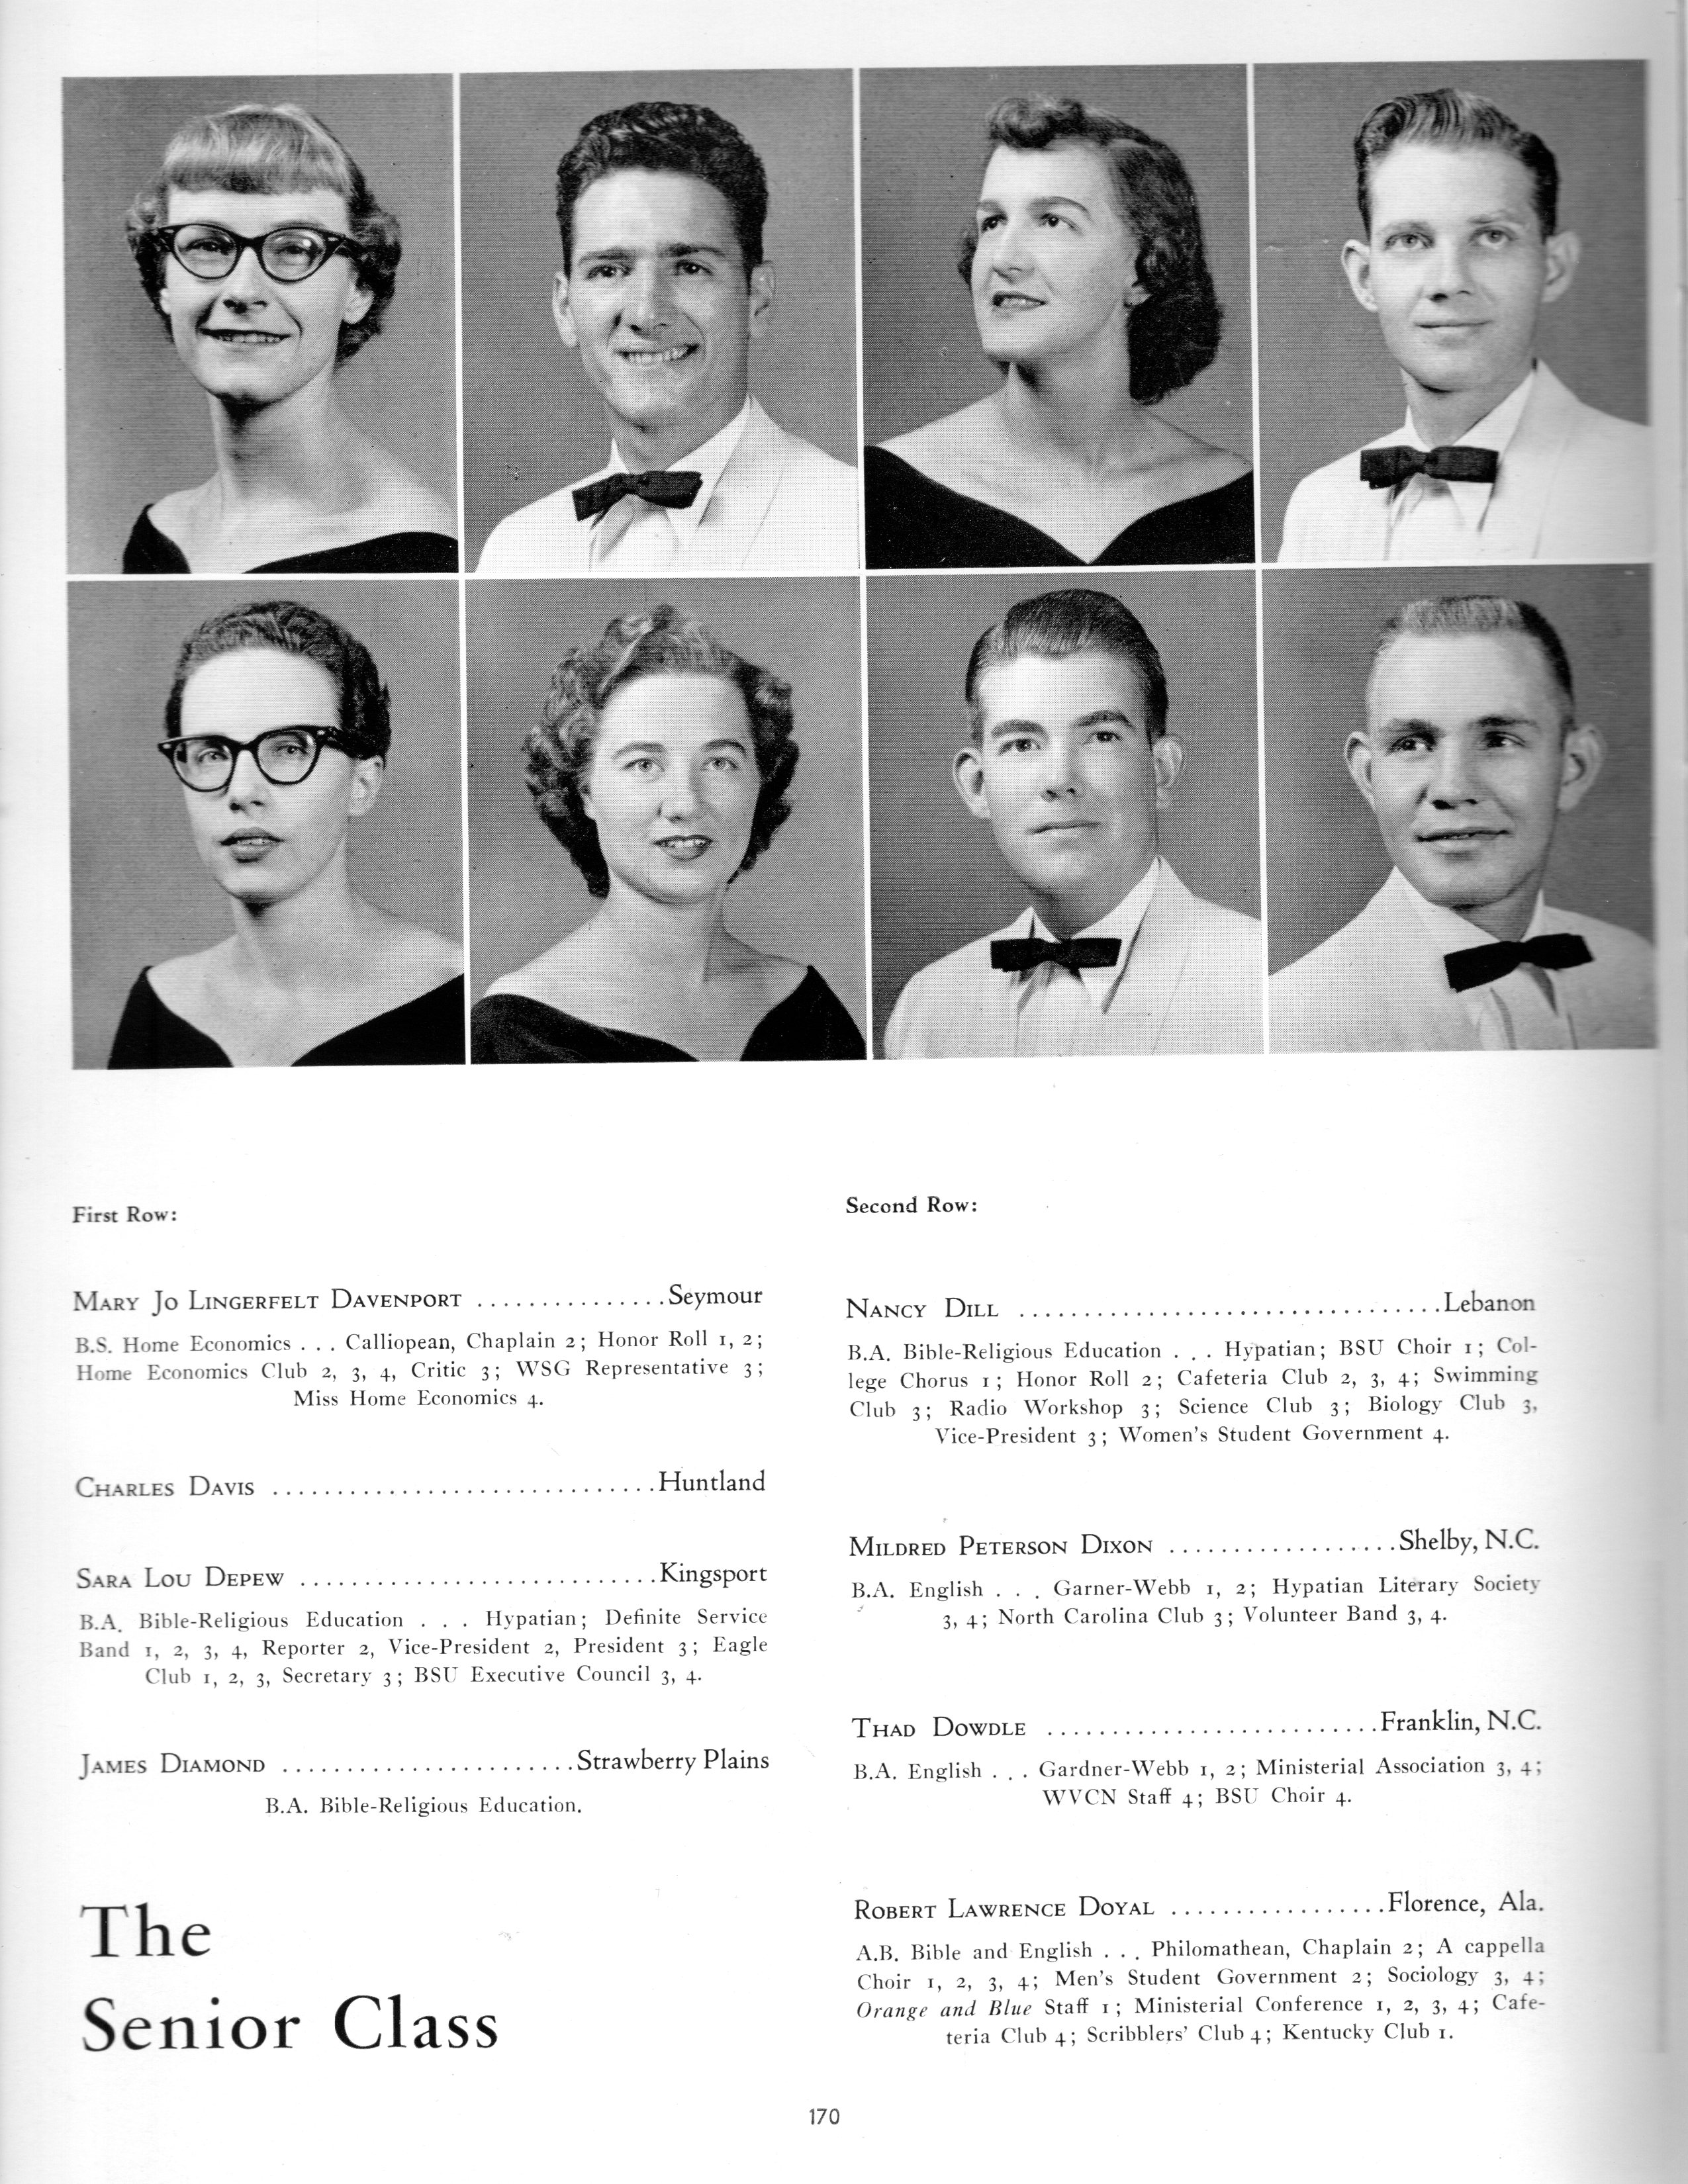 First Row:
MARY JO LINGERFELT DAVENPORT ...............Seymour
B.S. Home Economics . . . Calliopean, Chaplain 2; Honor Roll 1, 2;
Home Economics Club 2, 3, 4, Critic 3; WSG Representative 3;
Miss Home Economics 4.
CHARLES DAVIS ..............................Huntland
SARA LOU DEPEW ............................Kingsport
B.A. Bible-Religious Education . . . Hypatian; Definite Service
Band 1, 2, 3, 4, Reporter 2, Vice-President 2, President 3; Eagle
Club 1, 2, 3, Secretary 3; BSU Executive Council 3, 4.
JAMES DIAMOND .......................Strawberry Plains
B.A. Bible-Religious Education.
The
Senior Class
Second Row:
NANCY DILL .................................Lebanon
B.A. Bible-Religious Education . . . Hypatian; BSU Choir 1; Col-
lege Chorus 1; Honor Roll 2; Cafeteria Club 2, 3, 4; Swimming
Club 3; Radio Workshop 3; Science Club 3; Biology Club 3,
Vice-President 3; Women's Student Government 4.
MILDRED PETERSON DIXON ..................Shelby, N.C.
B.A. English . . . Garner-Webb 1, 2; Hypatian Literary Society
3, 4; North Carolina Club 3; Volunteer Band 3, 4.
THAD DOWDLE ..........................Franklin, N.C.
B.A. English . . . Gardner-Webb 1, 2; Ministerial Association 3, 4;
WVCN Staff 4; BSU Choir 4.
ROBERT LAWRENCE DOYAL .................Florence, Ala.
A.B. Bible and English . . . Philomathean, Chaplain 2; A cappella
Choir 1, 2, 3, 4; Men's Student Government 2; Sociology 3, 4;
Orange and Blue Staff 1; Ministerial Conference 1, 2, 3, 4; Cafe-
teria Club 4; Scribblers' Club 4; Kentucky Club 1.
170